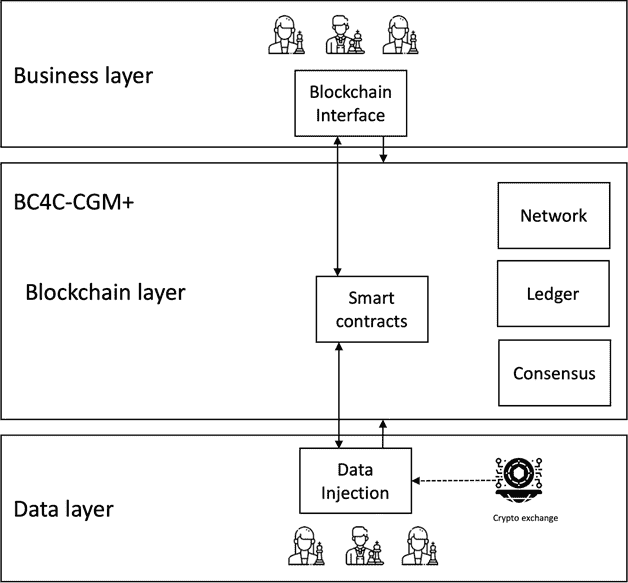 Business layer
Blockchain
Interface
BC4C-CGM+
Network
Blockchain layer
Smart
contracts
Ledger
Consensus
Data
Injection
Data layer
Crypto exchange